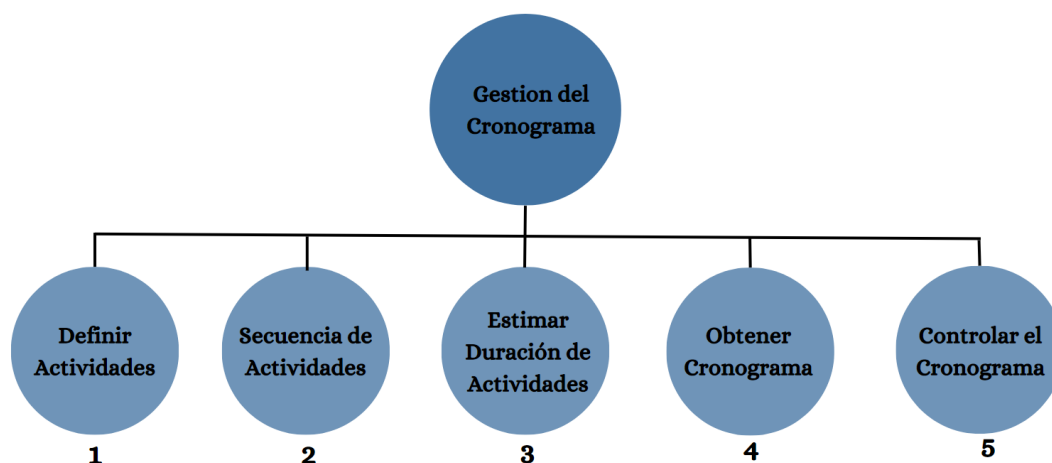 Gestion del
Cronograma
Definir
Actividades
1
Secuencia de
Actividades
2
Estimar
Duración de
Actividades
3
Obtener
Cronograma
4
Controlar el
Cronograma
5